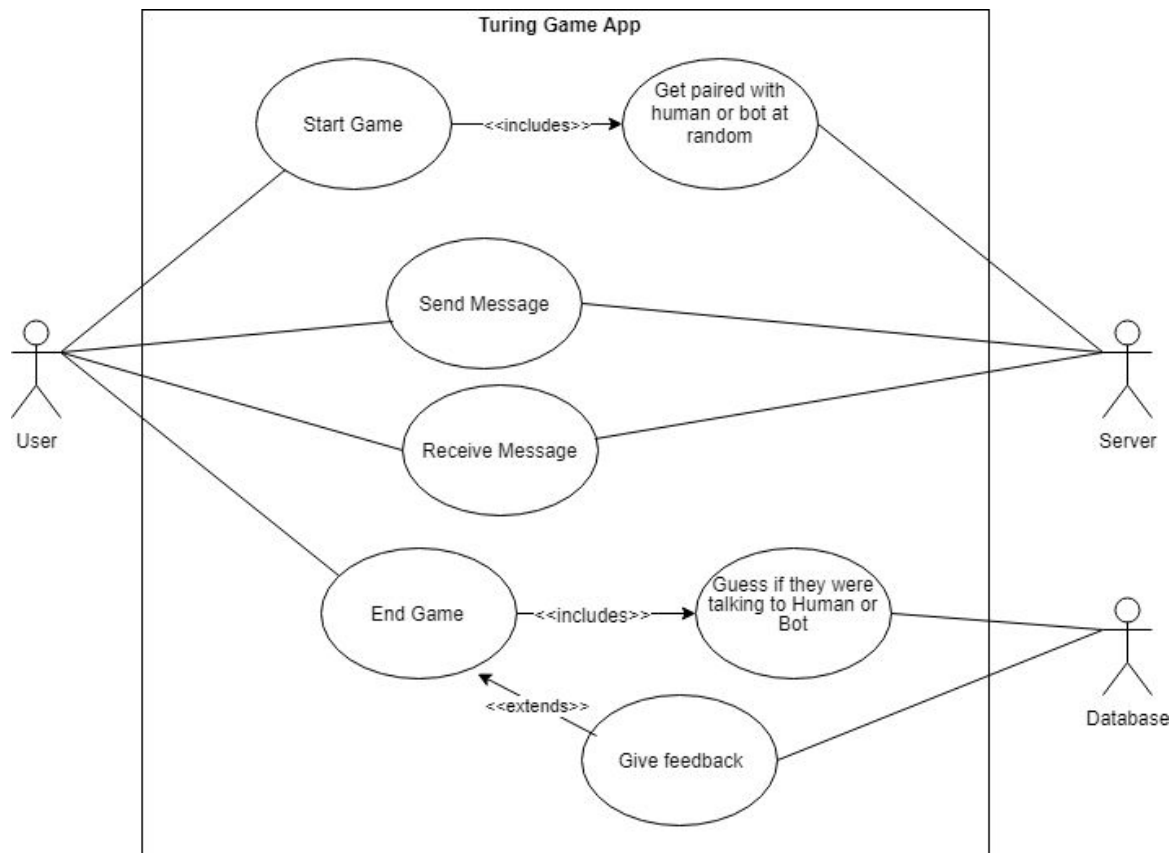 Turing Game App
Start Game
<<includes>>
Get paired with
human or bot at
random
Send Message
User
Receive Message
Server
End Game
<<includes>>
Guess if they were
talking to Human or
Bot
<<extends>>
Give feedback
Database